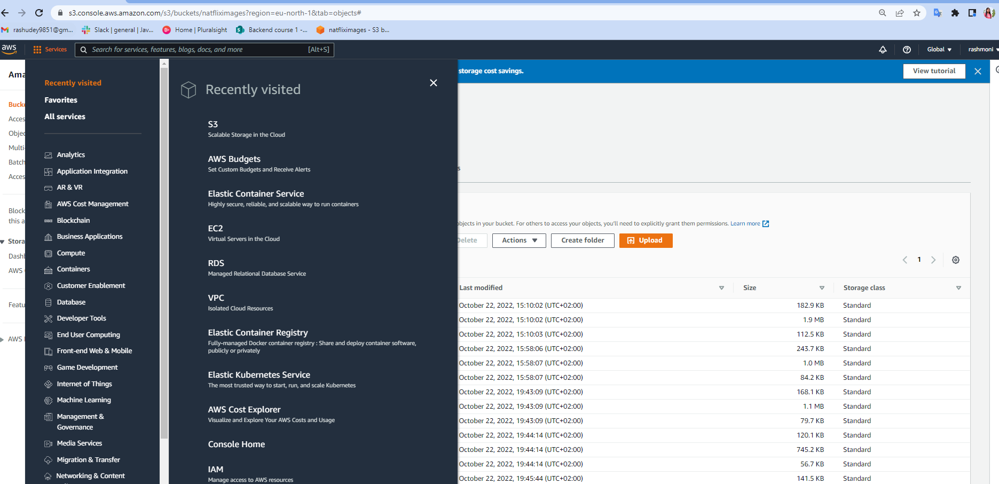 s3.console.aws.amazon.com/s3/buckets/natfliximages?region=eu-north-1&tab=objects#
rashudey9851@gm... Slack | general | Jav... Home | Pluralsight Backend course 1 -... natfliximages - S3 b...
aws Services Search for services, features, blogs, docs, and more [Alt+S] Global rashmoni
Ama
Bucke
Acces
Objec
Multi-
Batch
Acces
Block
this a
Stora
Dashb
AWS
Featu
AWS
Recently visited
Favorites
All services
Analytics
Application Integration
AR & VR
AWS Cost Management
Blockchain
Business Applications
Compute
Containers
Customer Enablement
Database
Developer Tools
End User Computing
Front-end Web & Mobile
Game Development
Internet of Things
Machine Learning
Management &
Governance
Media Services
Migration & Transfer
Networking & Content
Recently visited
S3
Scalable Storage in the Cloud
AWS Budgets
Set Custom Budgets and Receive Alerts
Elastic Container Service
Highly secure, reliable, and scalable way to run containers
EC2
Virtual Servers in the Cloud
RDS
Managed Relational Database Service
VPC
Isolated Cloud Resources
Elastic Container Registry
Fully-managed Docker container registry : Share and deploy container software,
publicly or privately
Elastic Kubernetes Service
The most trusted way to start, run, and scale Kubernetes
AWS Cost Explorer
Visualize and Explore Your AWS Costs and Usage
Console Home
IAM
Manage access to AWS resources
storage cost savings. View tutorial
s
objects in your bucket. For others to access your objects, you'll need to explicitly grant them permissions. Learn more
Delete Actions Create folder Upload
1
Last modified Size Storage class
October 22, 2022, 15:10:02 (UTC+02:00) 182.9 KB Standard
October 22, 2022, 15:10:02 (UTC+02:00) 1.9 MB Standard
October 22, 2022, 15:10:03 (UTC+02:00) 112.5 KB Standard
October 22, 2022, 15:58:06 (UTC+02:00) 243.7 KB Standard
October 22, 2022, 15:58:07 (UTC+02:00) 1.0 MB Standard
October 22, 2022, 15:58:07 (UTC+02:00) 84.2 KB Standard
October 22, 2022, 19:43:09 (UTC+02:00) 168.1 KB Standard
October 22, 2022, 19:43:09 (UTC+02:00) 1.1 MB Standard
October 22, 2022, 19:43:09 (UTC+02:00) 79.7 KB Standard
October 22, 2022, 19:44:14 (UTC+02:00) 120.1 KB Standard
October 22, 2022, 19:44:14 (UTC+02:00) 745.2 KB Standard
October 22, 2022, 19:44:14 (UTC+02:00) 56.7 KB Standard
October 22, 2022, 19:45:44 (UTC+02:00) 141.5 KB Standard